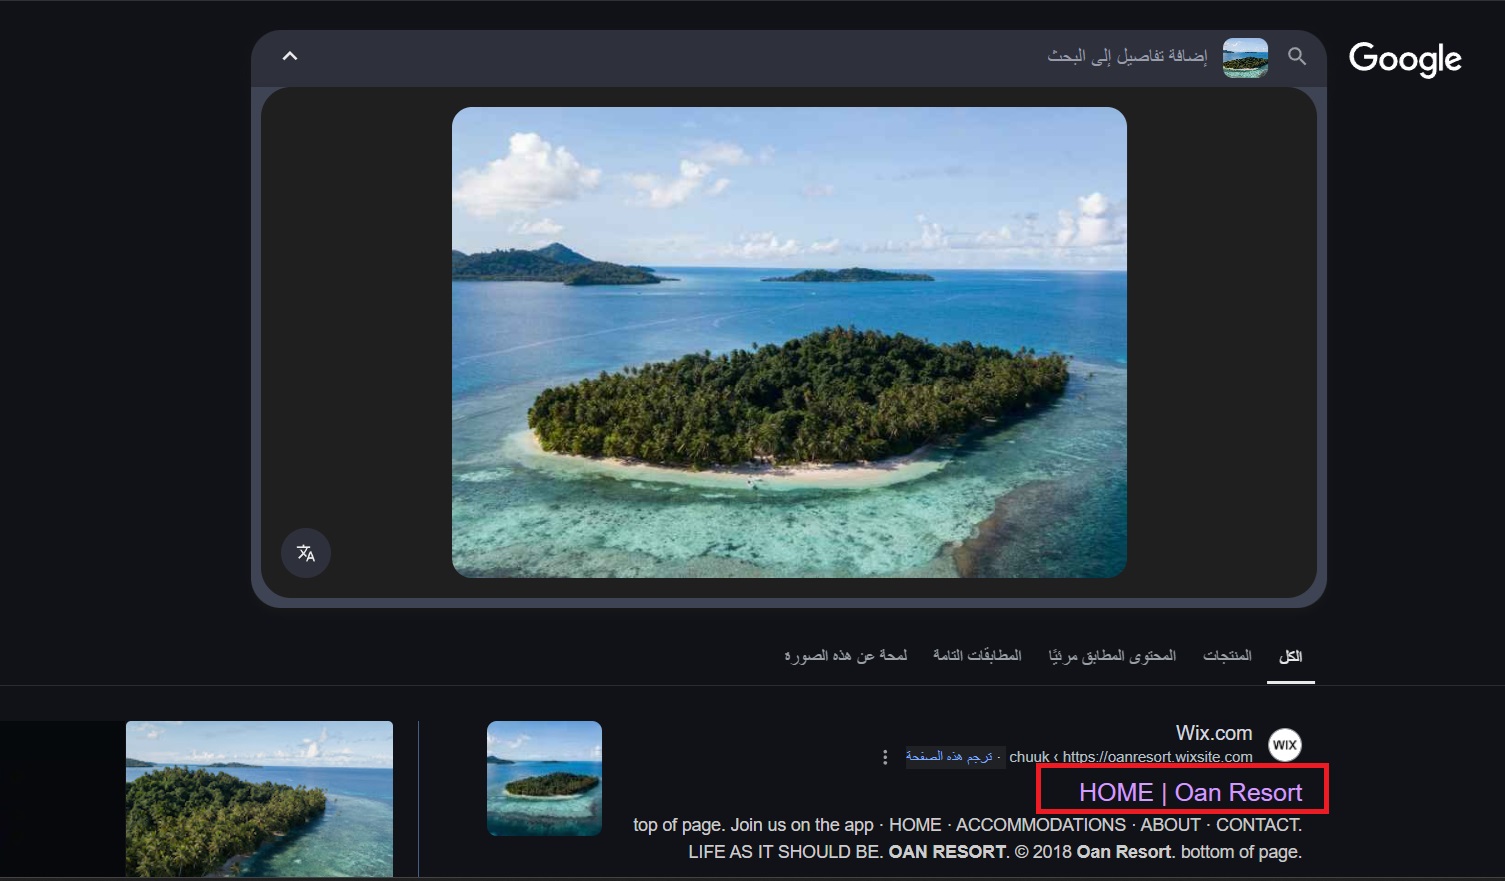 Google
إضافة تفاصيل إلى البحث
الكل
المنتجات
المحتوى المطابق مرئيًا
المطابقات التامة
لمحة عن هذه الصورة
Wix.com
WIX
https://oanresort.wixsite.com › chuuk · ترجم هذه الصفحة
HOME | Oan Resort
top of page. Join us on the app · HOME · ACCOMMODATIONS · ABOUT · CONTACT.
LIFE AS IT SHOULD BE. OAN RESORT. © 2018 Oan Resort. bottom of page.